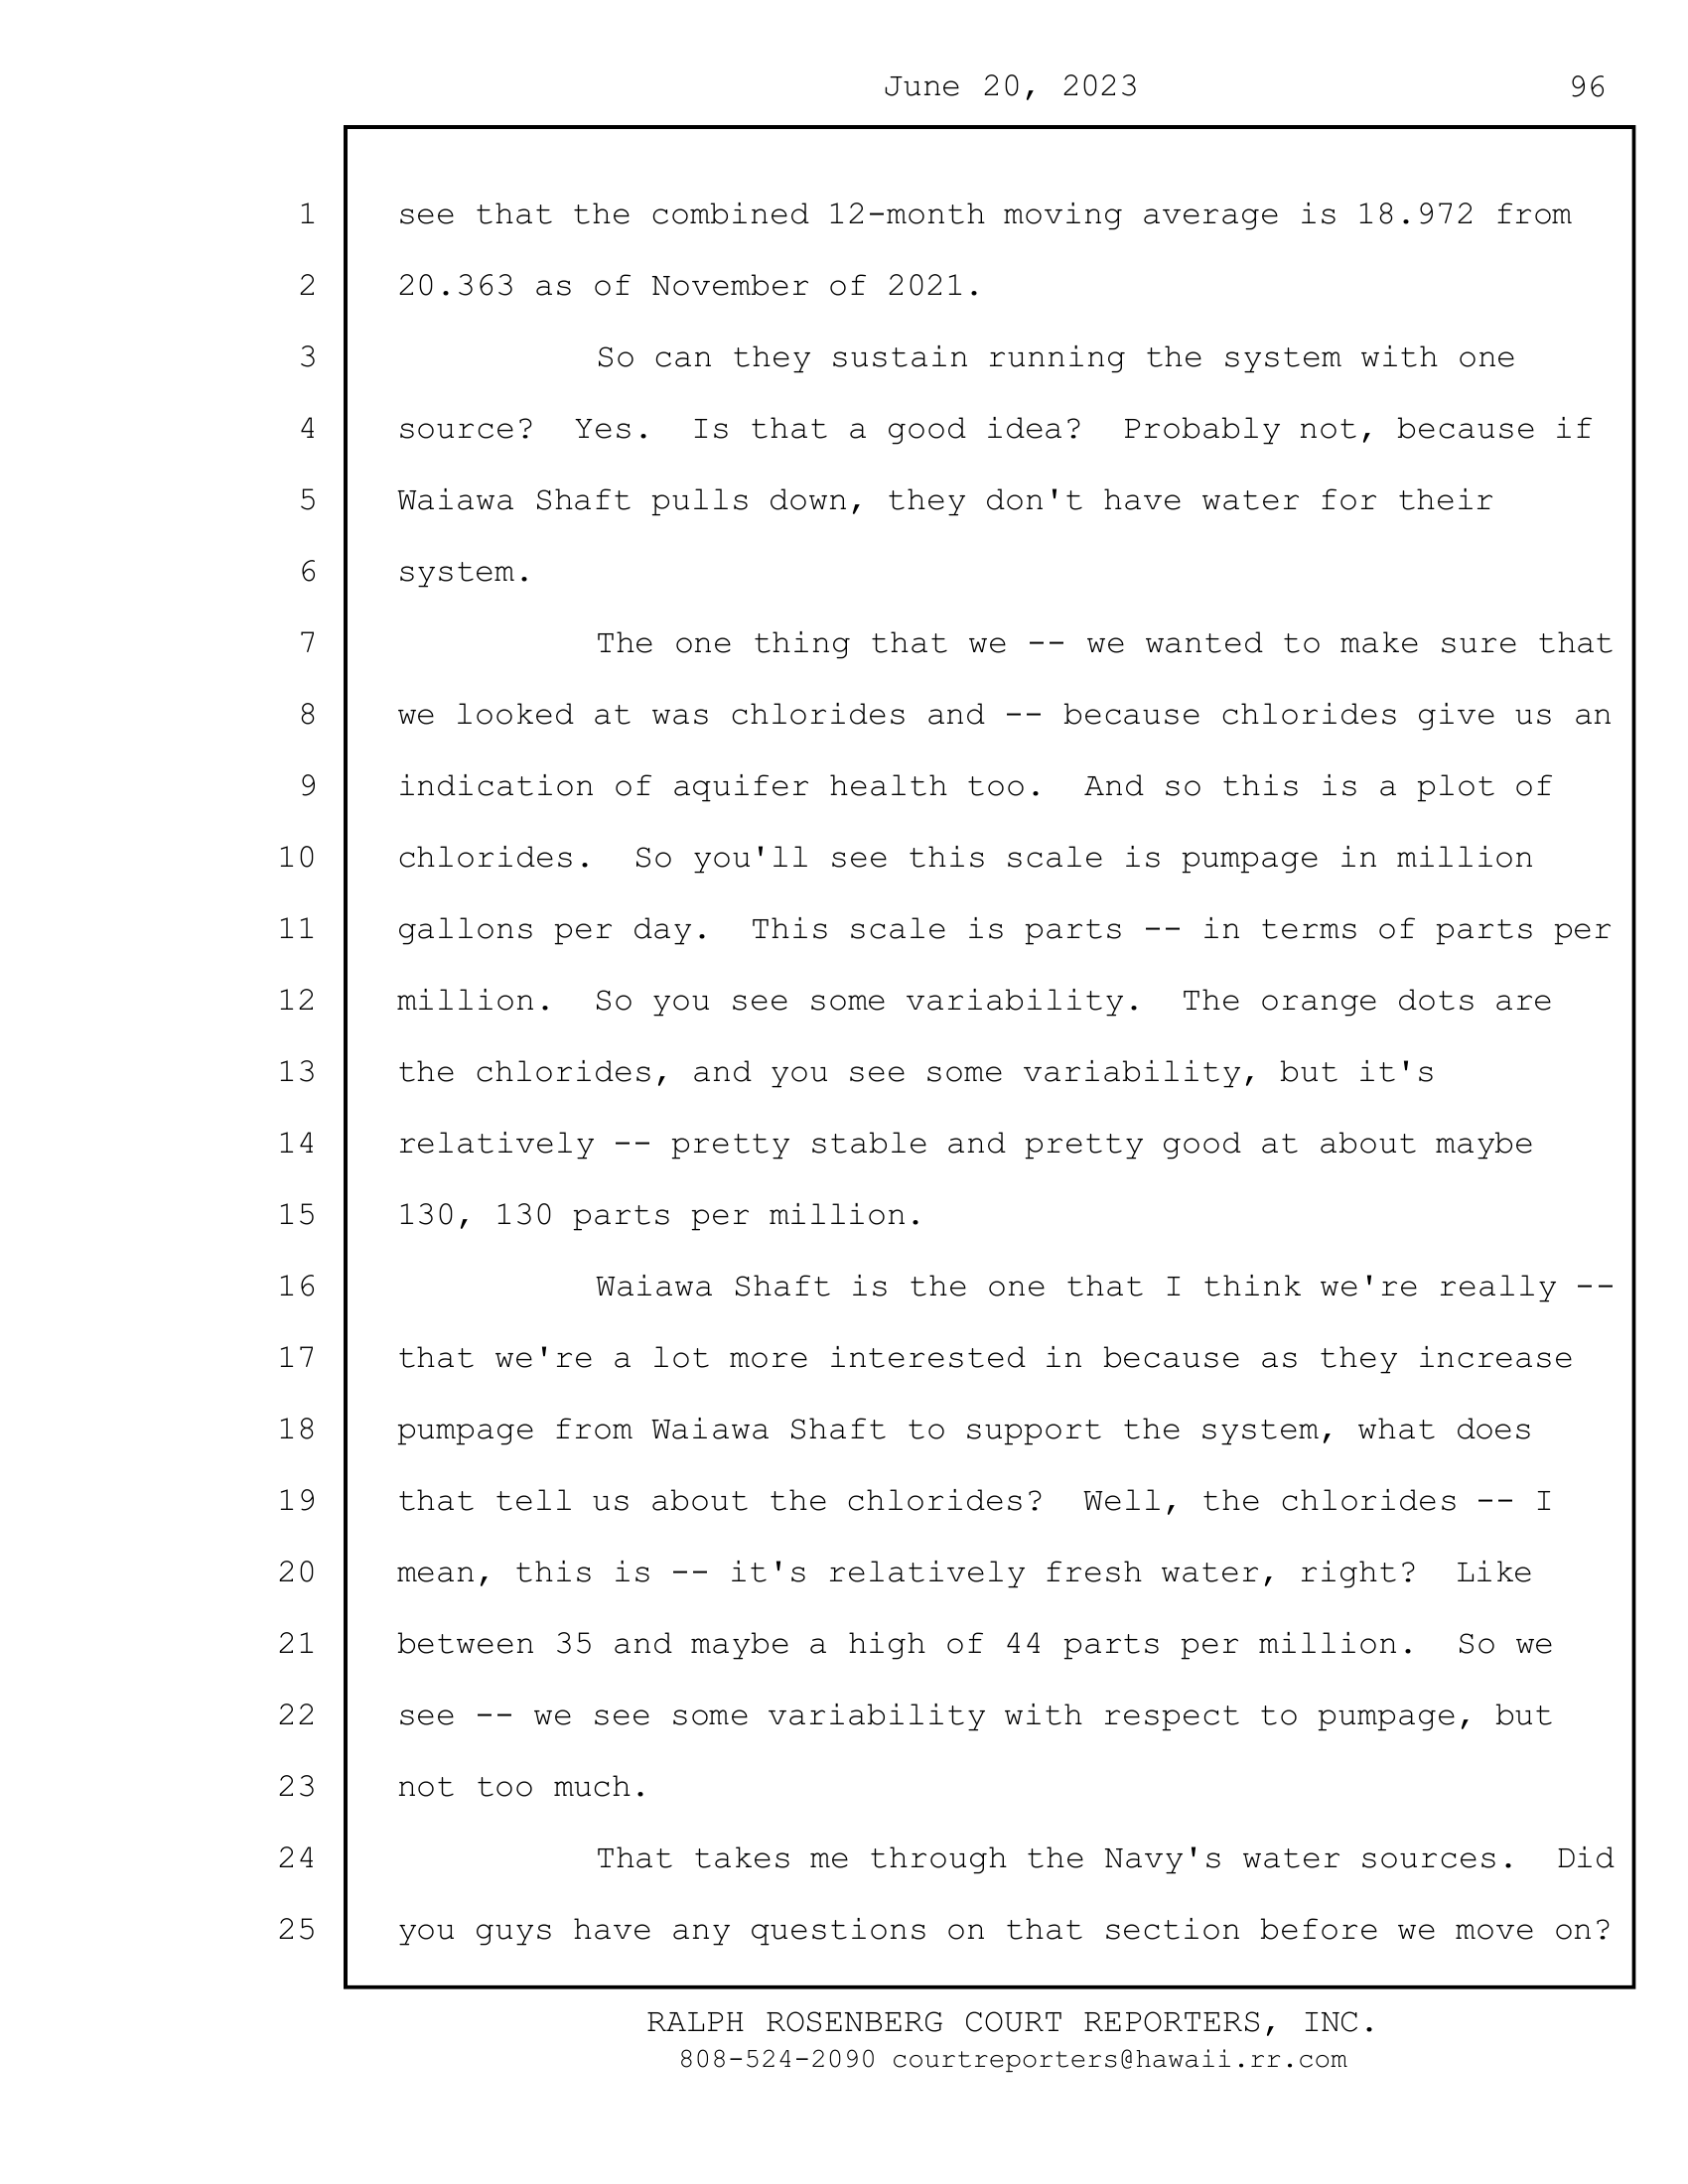 June 20, 2023 96
1 see that the combined 12-month moving average is 18.972 from
2 20.363 as of November of 2021.
3 So can they sustain running the system with one
4 source?  Yes.  Is that a good idea?  Probably not, because if
5 Waiawa Shaft pulls down, they don't have water for their
6 system.
7 The one thing that we -- we wanted to make sure that
8 we looked at was chlorides and -- because chlorides give us an
9 indication of aquifer health too.  And so this is a plot of
10 chlorides.  So you'll see this scale is pumpage in million
11 gallons per day.  This scale is parts -- in terms of parts per
12 million.  So you see some variability.  The orange dots are
13 the chlorides, and you see some variability, but it's
14 relatively -- pretty stable and pretty good at about maybe
15 130, 130 parts per million.
16 Waiawa Shaft is the one that I think we're really --
17 that we're a lot more interested in because as they increase
18 pumpage from Waiawa Shaft to support the system, what does
19 that tell us about the chlorides?  Well, the chlorides -- I
20 mean, this is -- it's relatively fresh water, right?  Like
21 between 35 and maybe a high of 44 parts per million.  So we
22 see -- we see some variability with respect to pumpage, but
23 not too much.
24 That takes me through the Navy's water sources.  Did
25 you guys have any questions on that section before we move on?
RALPH ROSENBERG COURT REPORTERS, INC.
808-524-2090 courtreporters@hawaii.rr.com